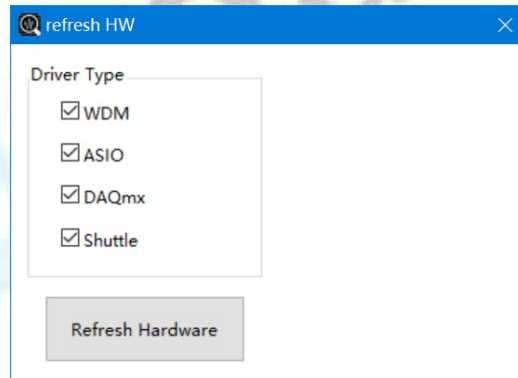 refresh HW
Driver Type
WDM
ASIO
DAQmx
Shuttle
Refresh Hardware